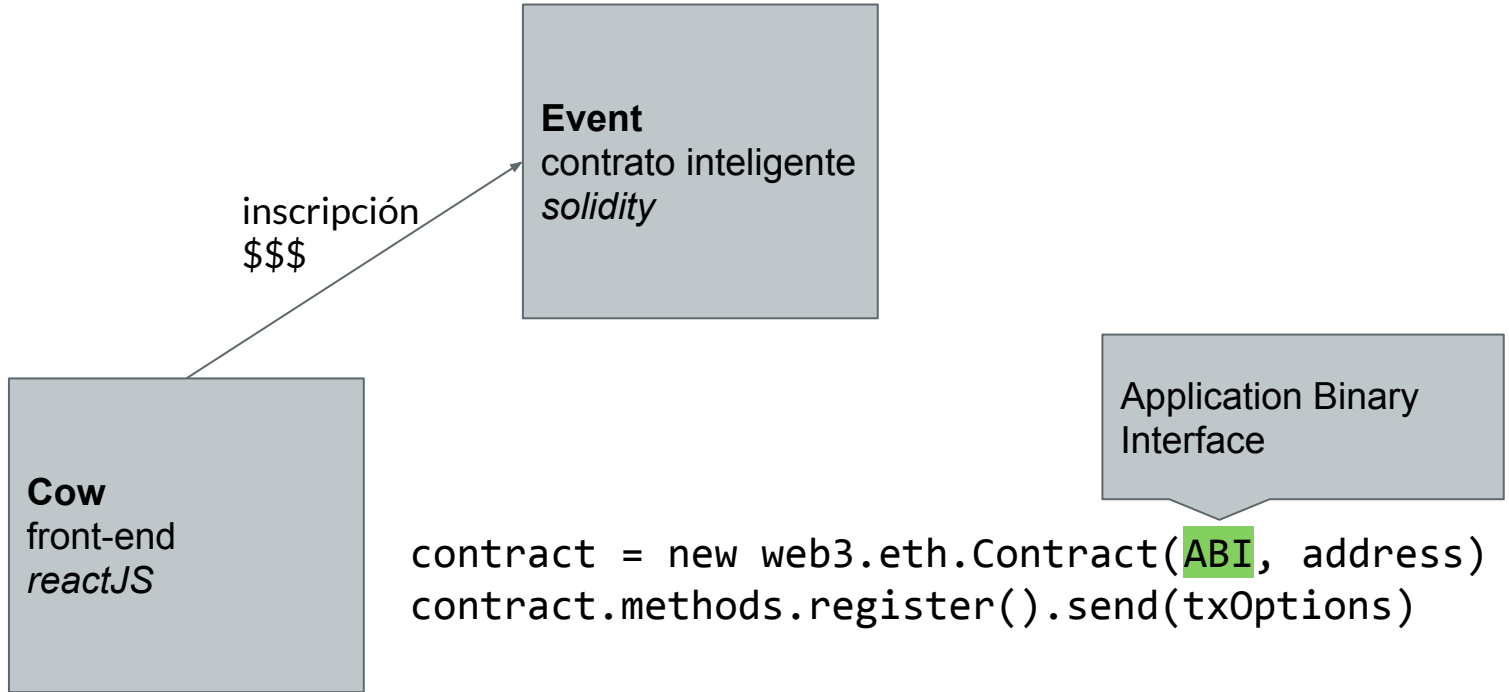 Event
contrato inteligente
solidity
inscripción
$$$
Application Binary
Interface
Cow
front-end
reactJS
contract = new web3.eth.Contract(ABI, address)
contract.methods.register().send(txOptions)